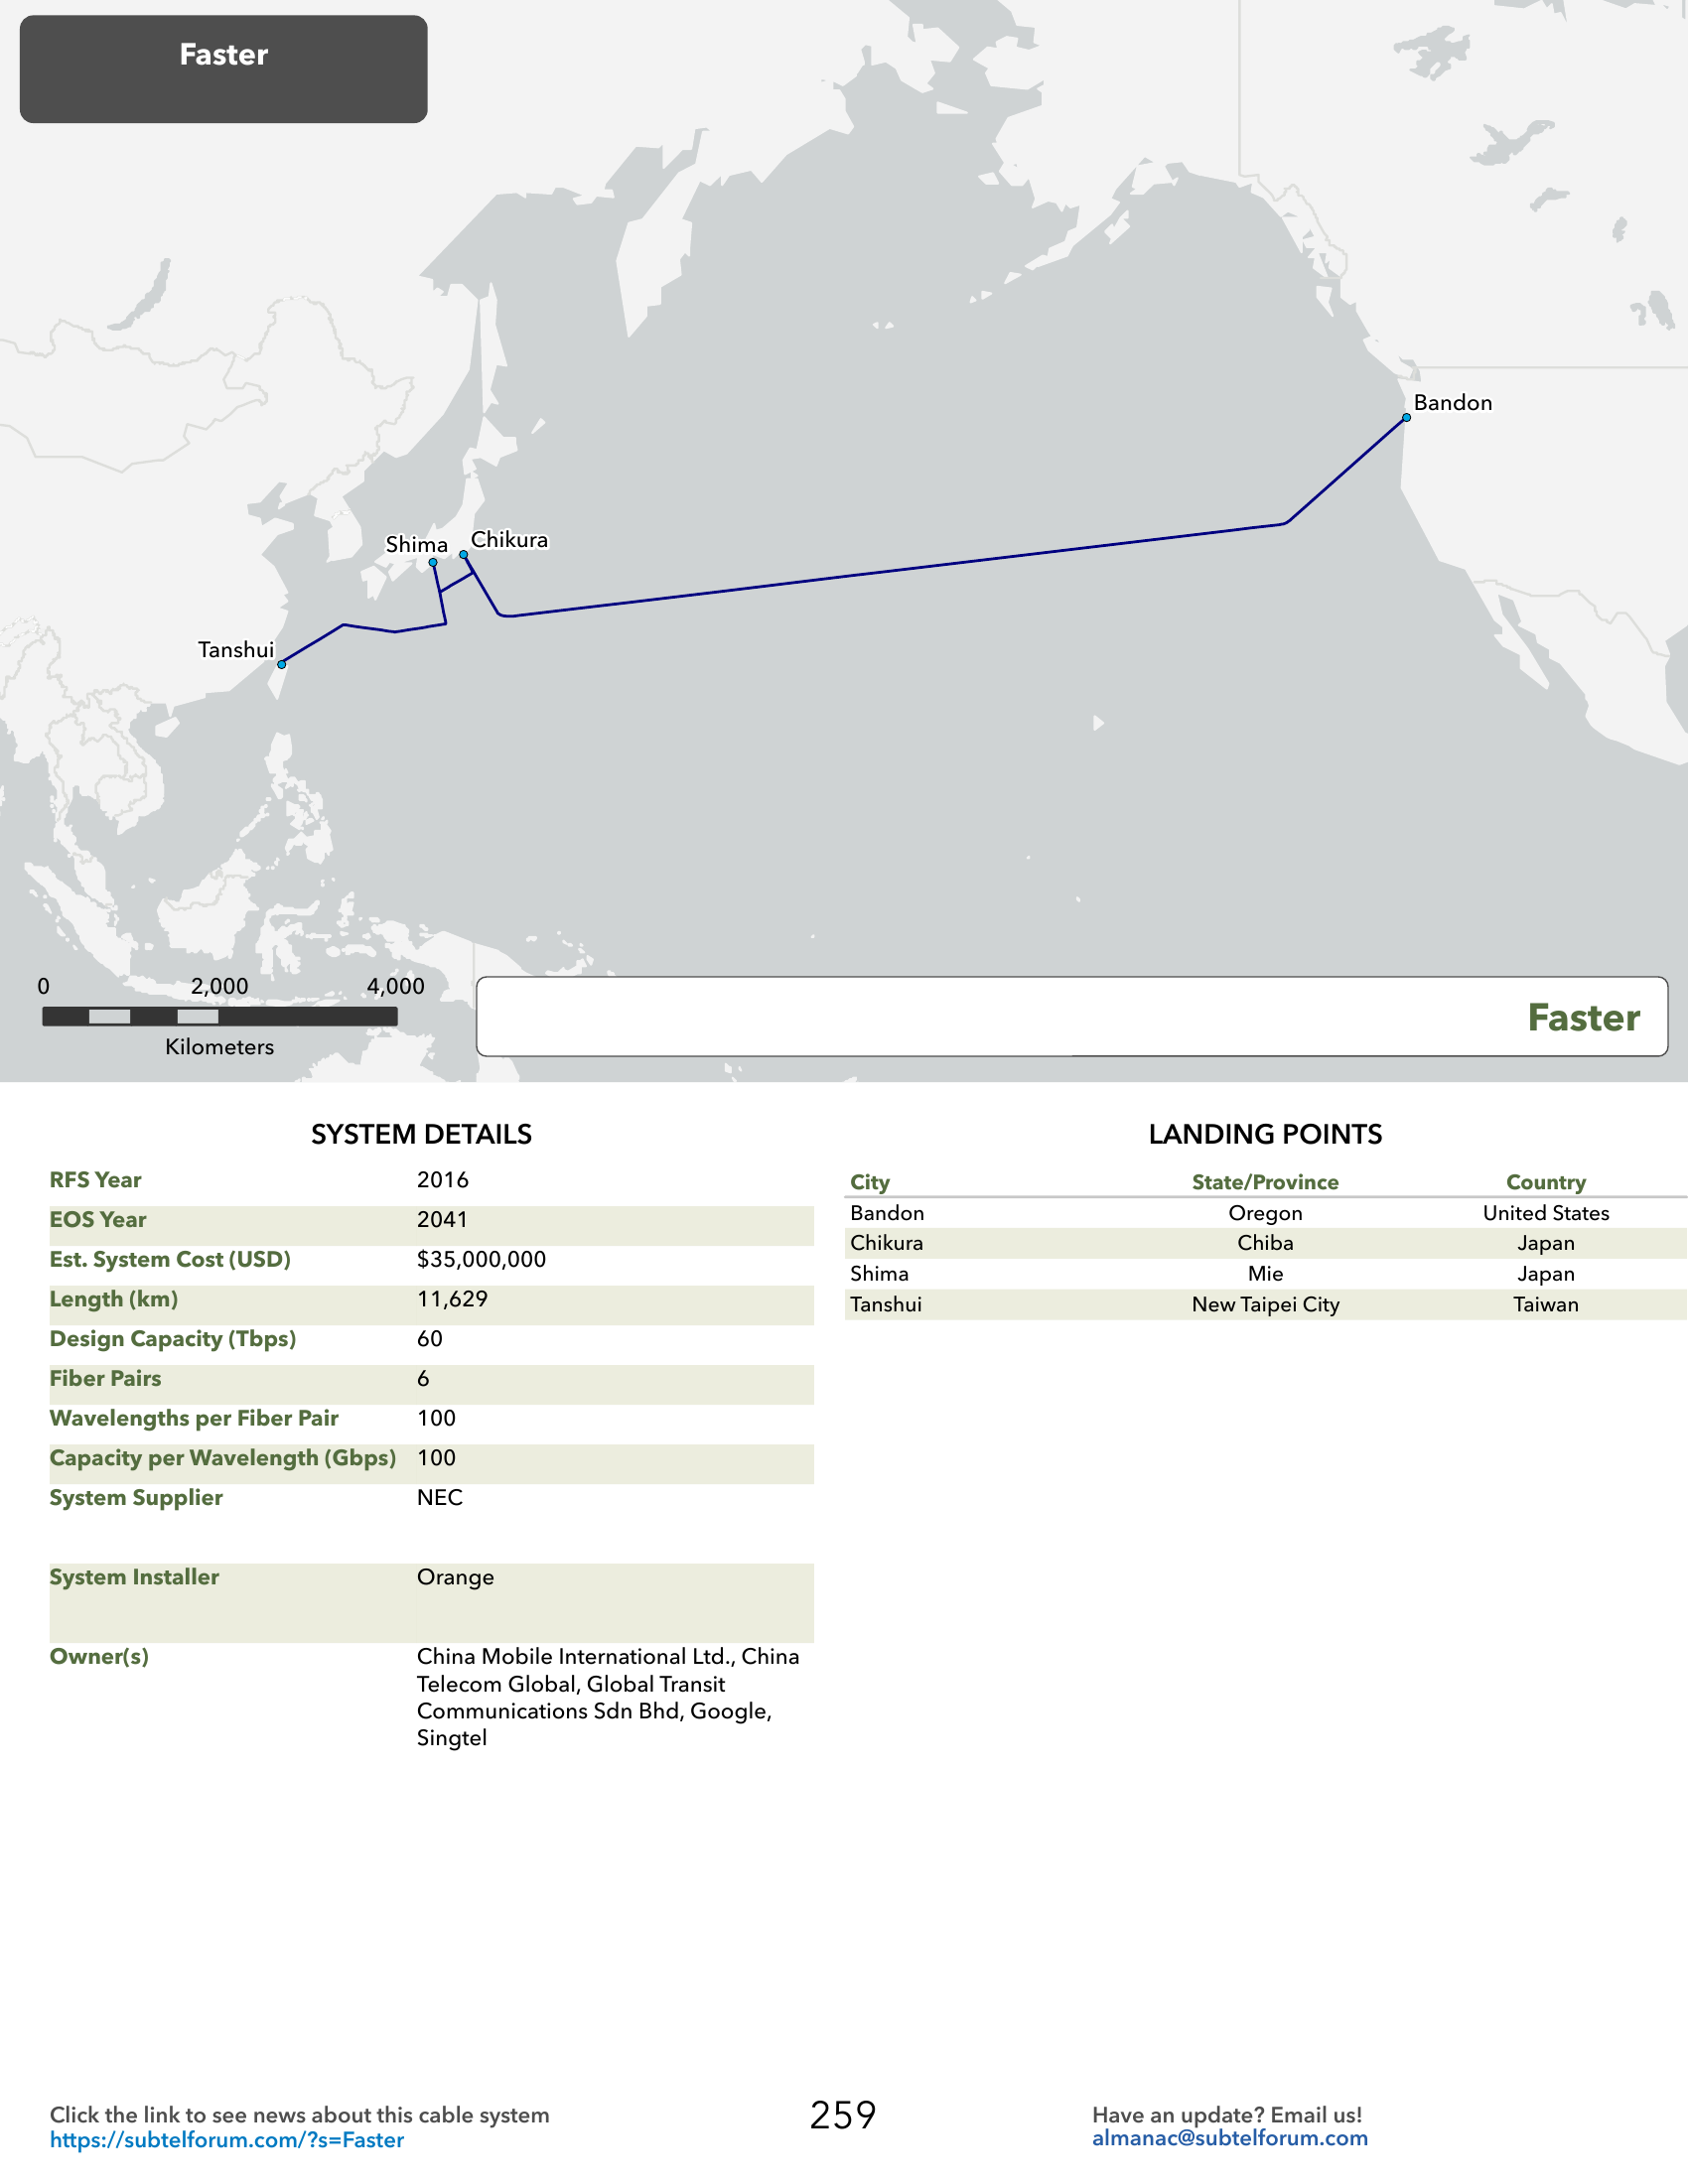 Faster
Bandon
Shima
Chikura
Tanshui
0 2,000 4,000
Kilometers
Faster
SYSTEM DETAILS
RFS Year 2016
EOS Year 2041
Est. System Cost (USD) $35,000,000
Length (km) 11,629
Design Capacity (Tbps) 60
Fiber Pairs 6
Wavelengths per Fiber Pair 100
Capacity per Wavelength (Gbps) 100
System Supplier NEC
System Installer Orange
Owner(s) China Mobile International Ltd., China
Telecom Global, Global Transit
Communications Sdn Bhd, Google,
Singtel
LANDING POINTS
City State/Province Country
Bandon Oregon United States
Chikura Chiba Japan
Shima Mie Japan
Tanshui New Taipei City Taiwan
Click the link to see news about this cable system
https://subtelforum.com/?s=Faster
259
Have an update? Email us!
almanac@subtelforum.com